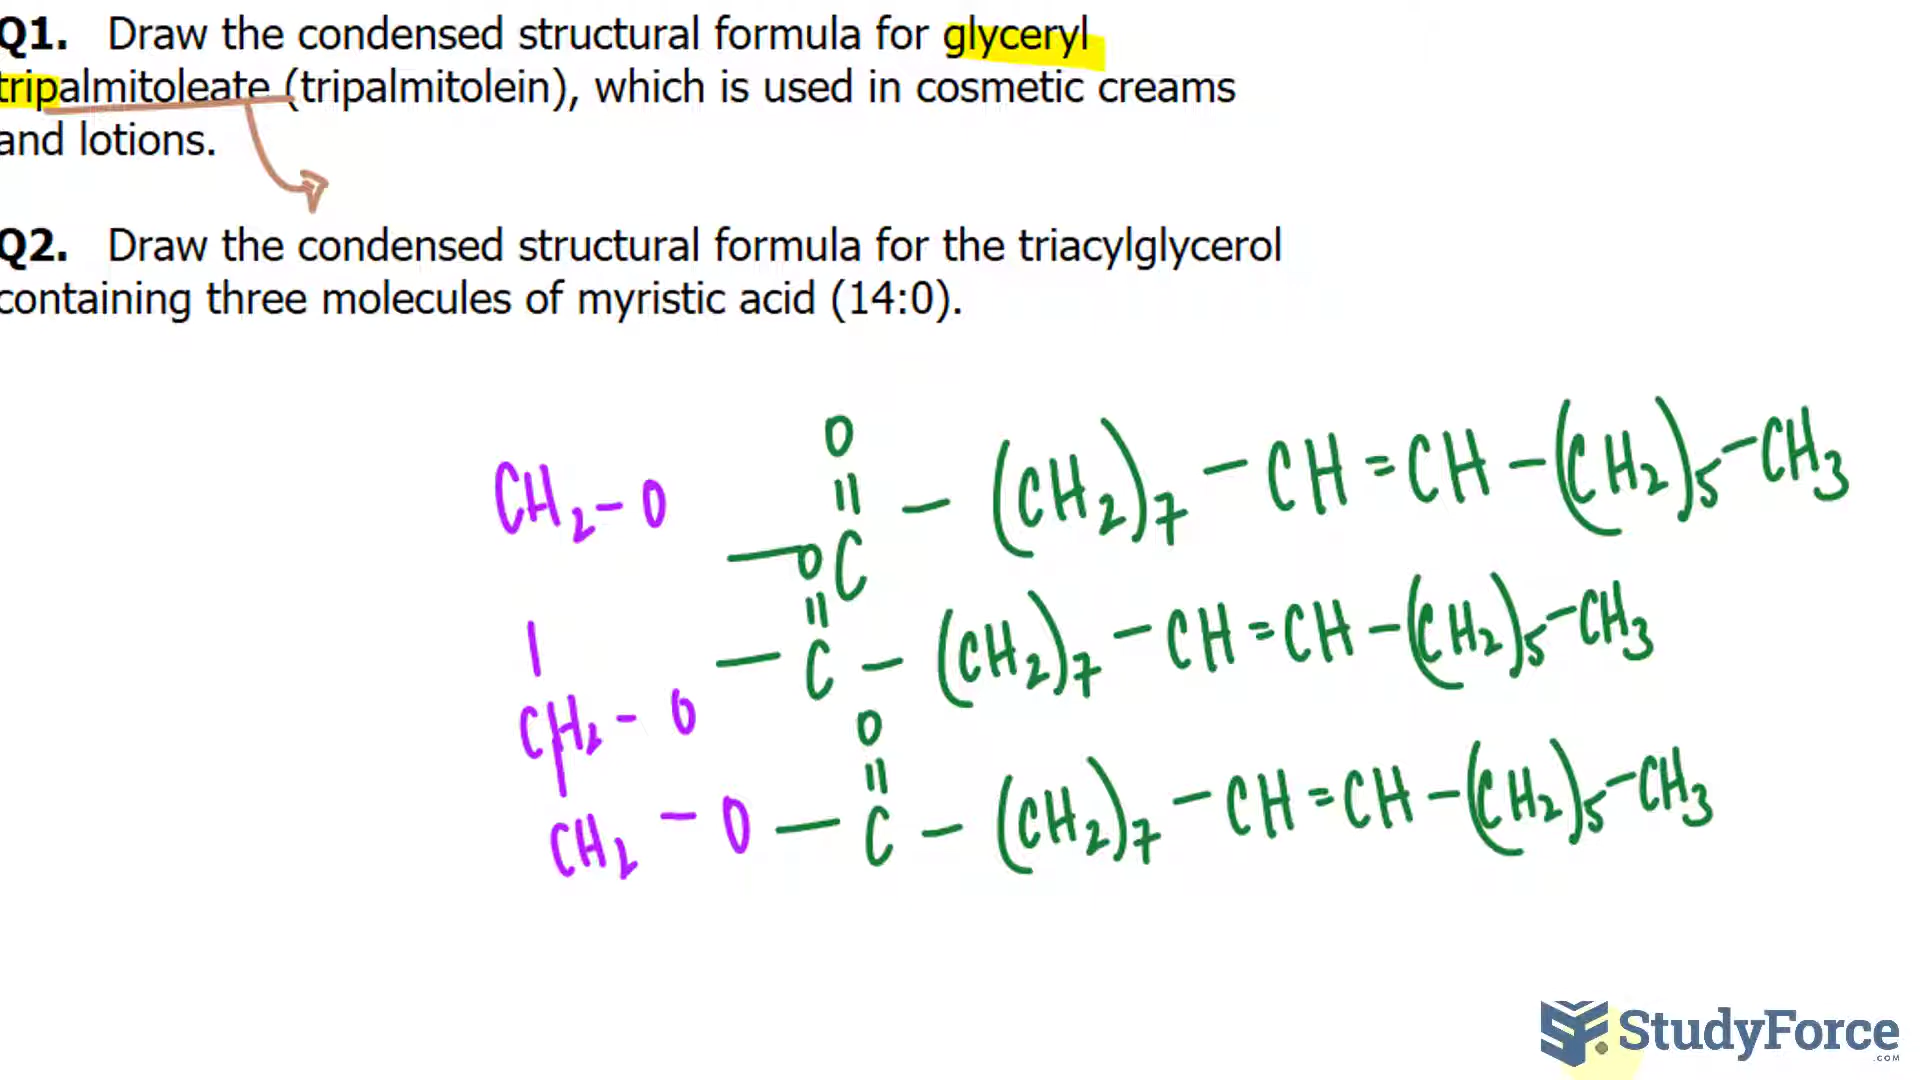 Q1. Draw the condensed structural formula for glyceryl
tripalmitoleate (tripalmitolein), which is used in cosmetic creams
and lotions.
Q2. Draw the condensed structural formula for the triacylglycerol
containing three molecules of myristic acid (14:0).
O
||
CH2-O — C — (CH2)7 — CH=CH-(CH2)5-CH3
O
||
CH2-O — C — (CH2)7 — CH=CH-(CH2)5-CH3
O
||
CH2-O — C — (CH2)7 — CH=CH-(CH2)5-CH3
StudyForce
.COM